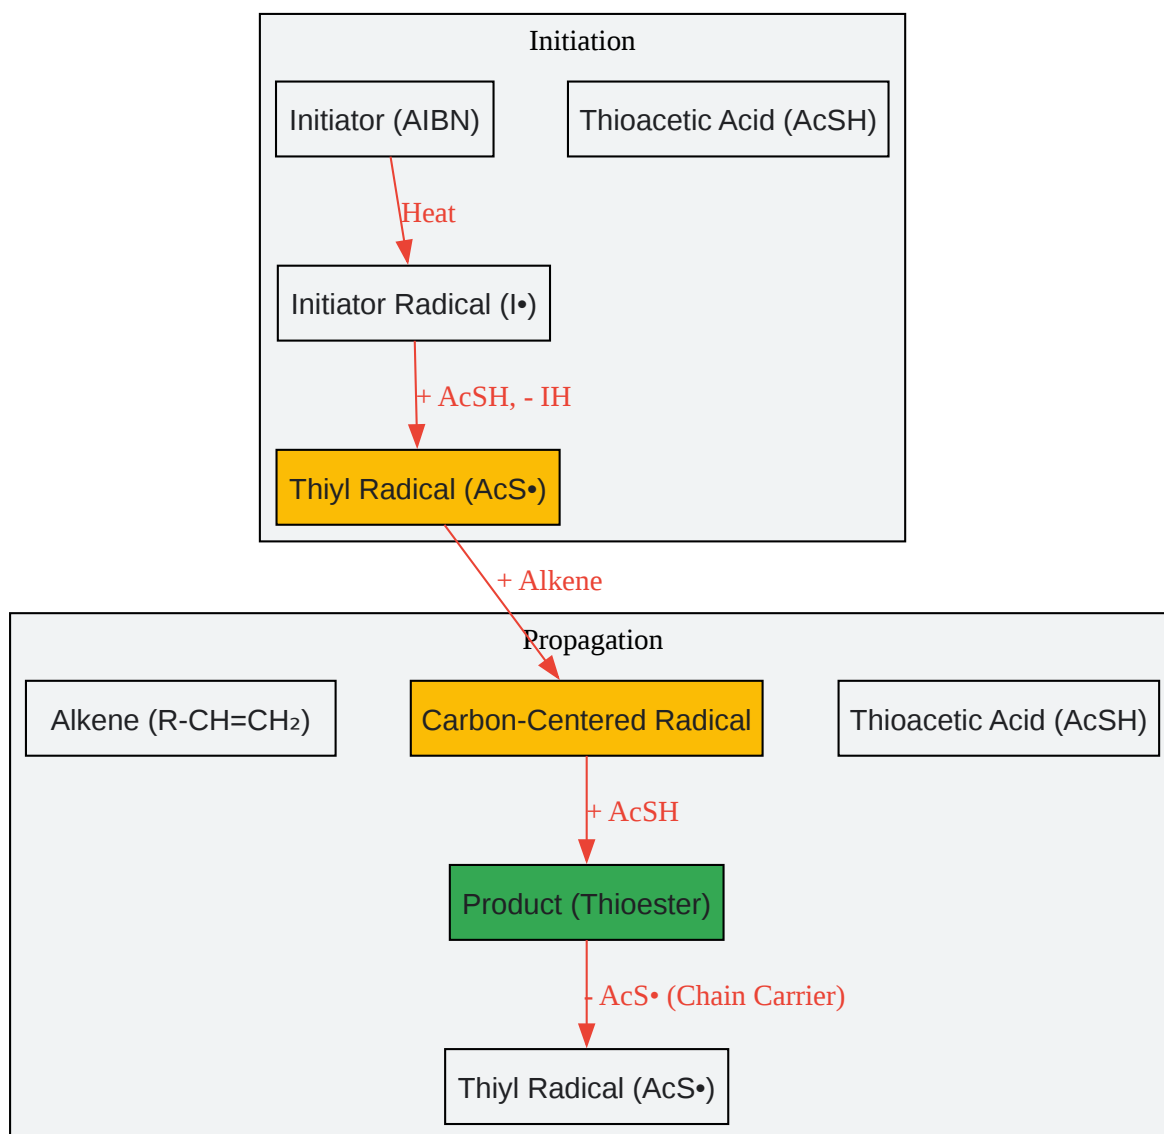 Initiation
Initiator (AIBN)
Thioacetic Acid (AcSH)
Heat
Initiator Radical (I•)
+ AcSH, - IH
Thiyl Radical (AcS•)
+ Alkene
Propagation
Alkene (R-CH=CH₂)
Carbon-Centered Radical
Thioacetic Acid (AcSH)
+ AcSH
Product (Thioester)
- AcS• (Chain Carrier)
Thiyl Radical (AcS•)